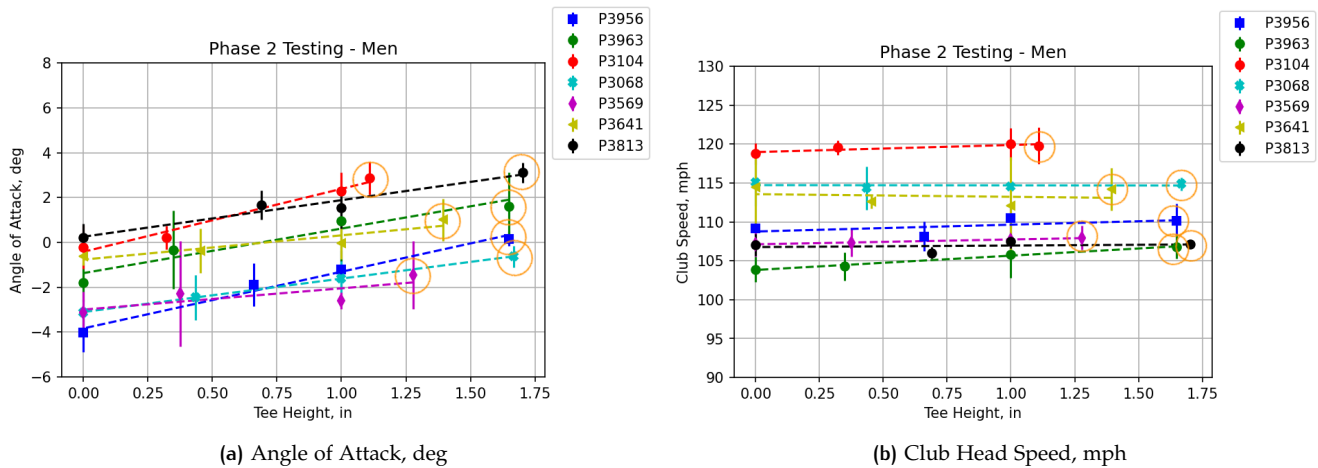 Phase 2 Testing - Men
P3956
P3963
P3104
P3068
P3569
P3641
P3813
Angle of Attack, deg
8
6
4
2
0
−2
−4
−6
0.00 0.25 0.50 0.75 1.00 1.25 1.50 1.75
Tee Height, in
(a) Angle of Attack, deg
Phase 2 Testing - Men
P3956
P3963
P3104
P3068
P3569
P3641
P3813
Club Speed, mph
130
125
120
115
110
105
100
95
90
0.00 0.25 0.50 0.75 1.00 1.25 1.50 1.75
Tee Height, in
(b) Club Head Speed, mph